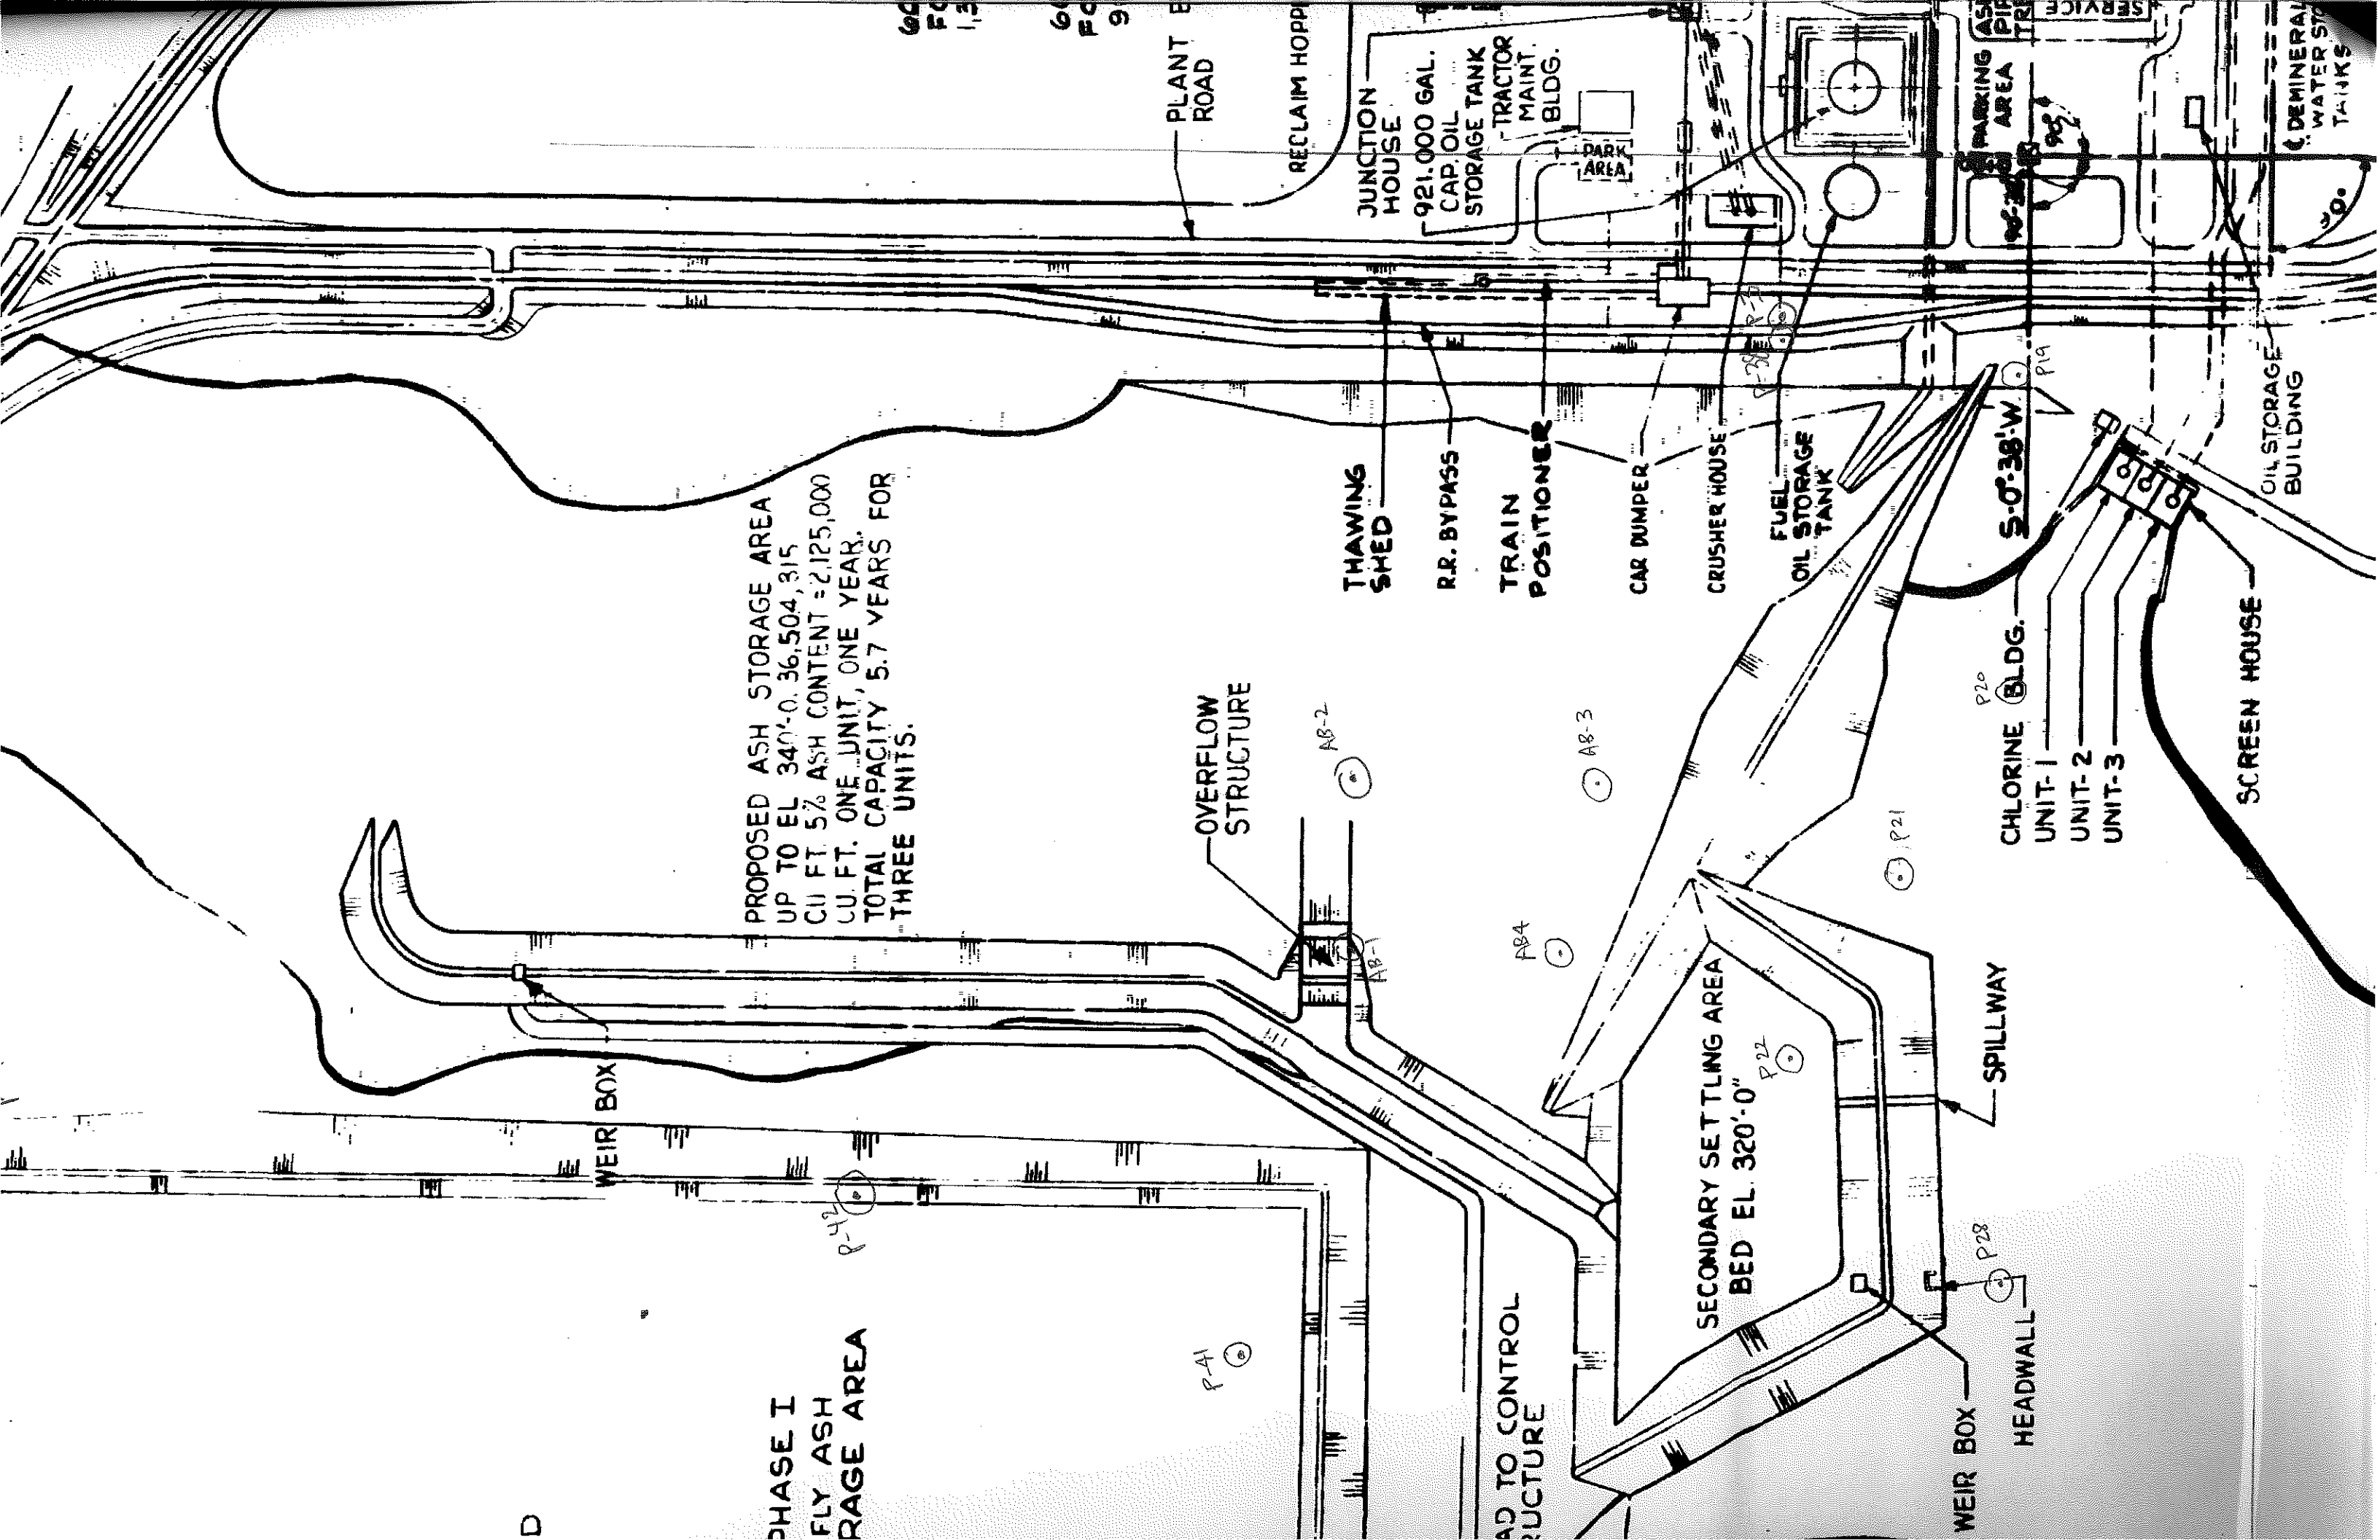 PLANT
ROAD
RECLAIM HOPP
JUNCTION
HOUSE
921.000 GAL.
CAP. OIL
STORAGE TANK
TRACTOR
MAINT.
BLDG.
PARK
AREA
PARKING
AREA
SERVICE
DEMINERAL
WATER STO
TANKS
90°
90°
PROPOSED ASH STORAGE AREA
UP TO EL 340'-0. 36,504,315
CU FT. 5% ASH CONTENT = 2,125,000
CU. FT. ONE UNIT, ONE YEAR.
TOTAL CAPACITY 5.7 YEARS FOR
THREE UNITS.
THAWING
SHED
R.R. BYPASS
TRAIN
POSITIONER
CAR DUMPER
CRUSHER HOUSE
FUEL
OIL STORAGE
TANK
S-0°-38'-W
P19
OIL STORAGE
BUILDING
OVERFLOW
STRUCTURE
AB-2
AB-3
P20
CHLORINE BLDG.
UNIT-1
UNIT-2
UNIT-3
SCREEN HOUSE
P21
AB-1
AB4
WEIR BOX
SECONDARY SETTLING AREA
BED EL. 320'-0"
P22
SPILLWAY
P-42
P-41
P28
PHASE I
FLY ASH
RAGE AREA
AD TO CONTROL
RUCTURE
WEIR BOX
HEADWALL
D